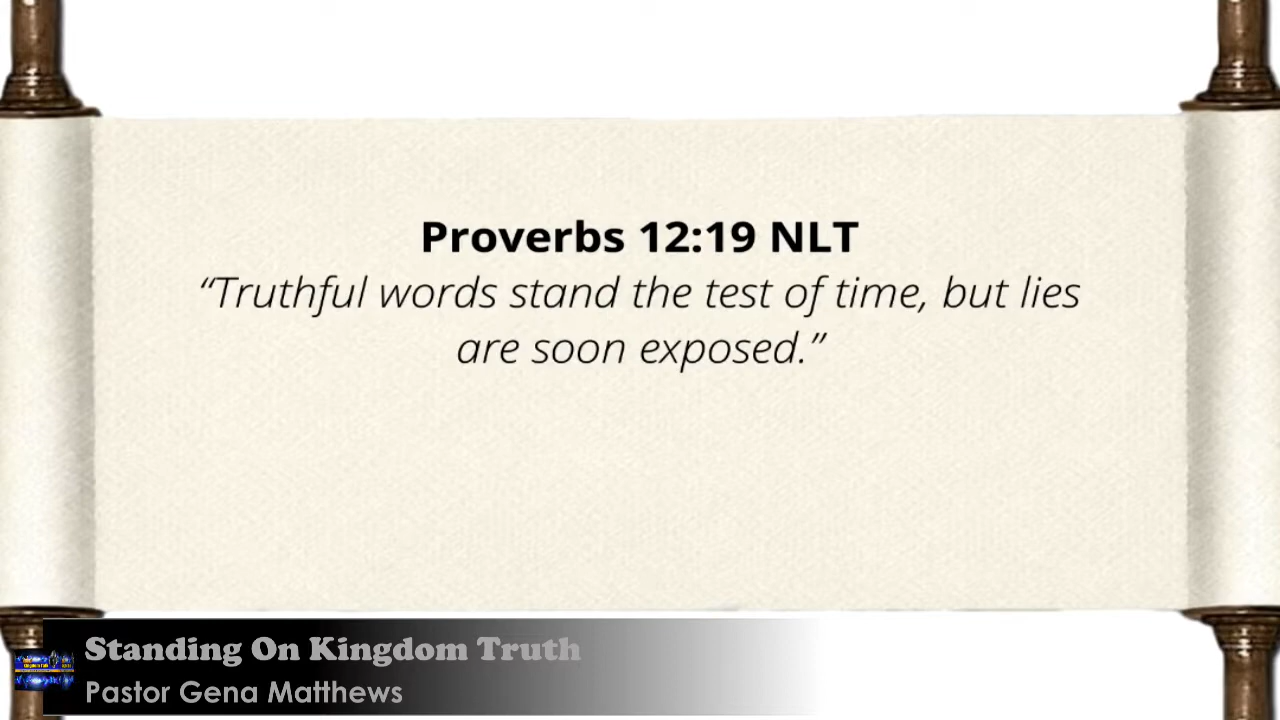 Proverbs 12:19 NLT
“Truthful words stand the test of time, but lies
are soon exposed.”
Standing On Kingdom Truth
Pastor Gena Matthews